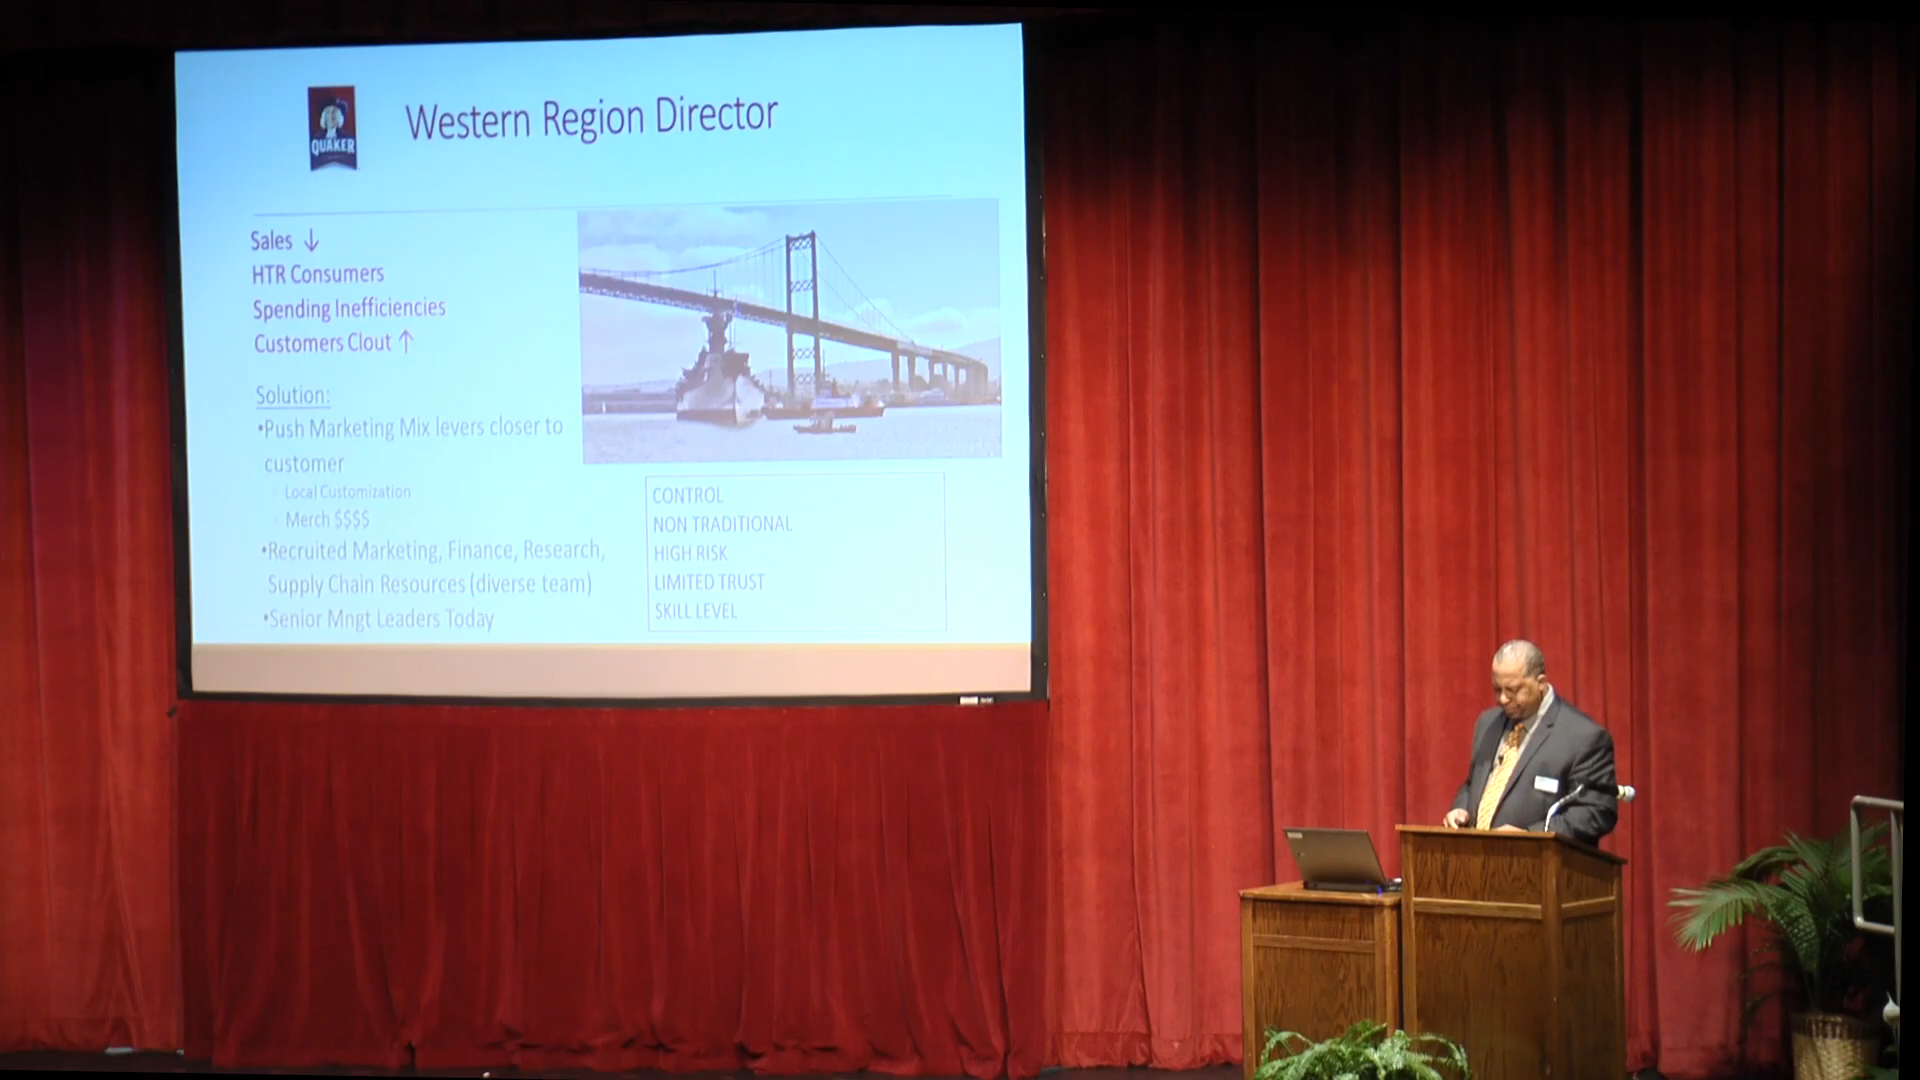 QUAKER
Western Region Director
Sales ↓
HTR Consumers
Spending Inefficiencies
Customers Clout ↑
Solution:
•Push Marketing Mix levers closer to
customer
Local Customization
Merch $$$$
•Recruited Marketing, Finance, Research,
Supply Chain Resources (diverse team)
•Senior Mngt Leaders Today
CONTROL
NON TRADITIONAL
HIGH RISK
LIMITED TRUST
SKILL LEVEL